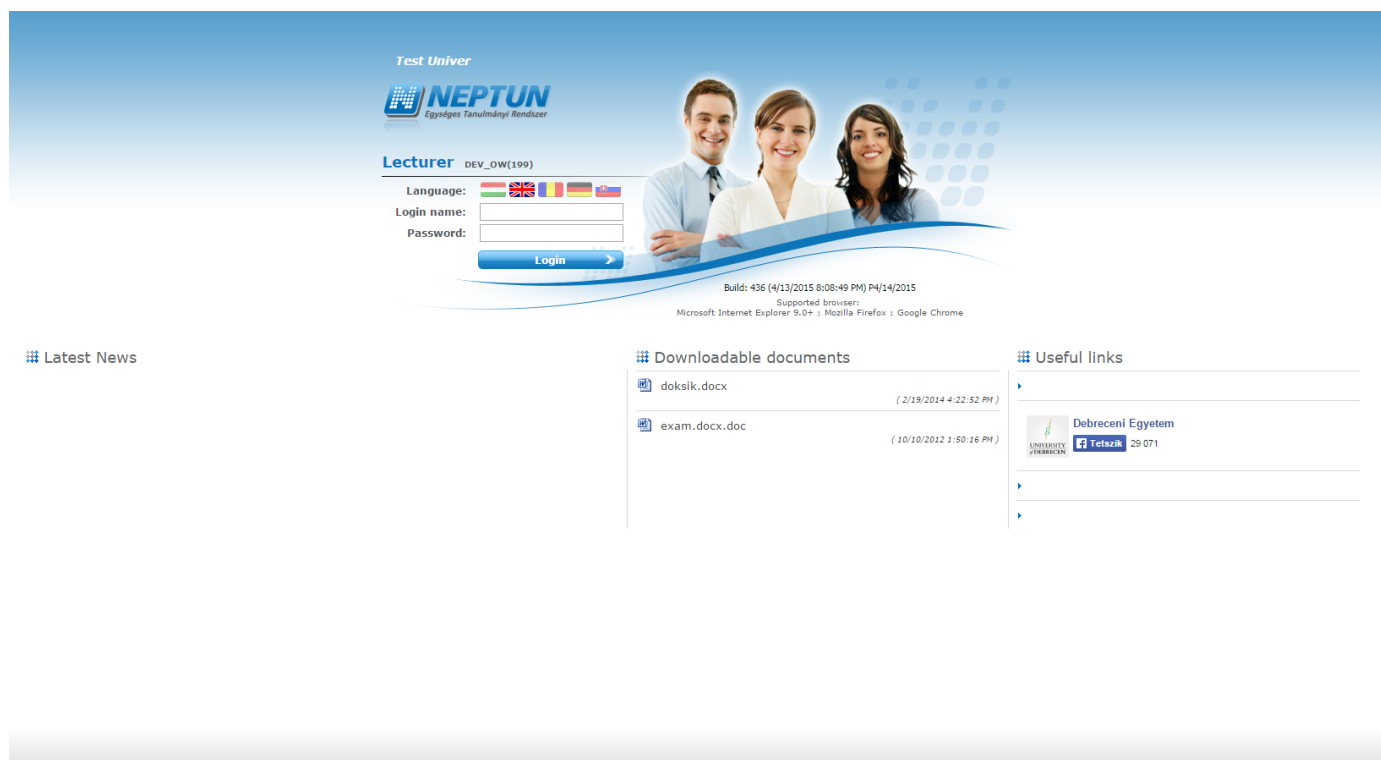 Test Univer
NEPTUN
Egységes Tanulmányi Rendszer
Lecturer DEV_OW(199)
Language:
Login name:
Password:
Login
Build: 436 (4/13/2015 8:08:49 PM) P4/14/2015
Supported browser:
Microsoft Internet Explorer 9.0+ ; Mozilla Firefox ; Google Chrome
Latest News
Downloadable documents
doksik.docx
( 2/19/2014 4:22:52 PM )
exam.docx.doc
( 10/10/2012 1:50:16 PM )
Useful links
UNIVERSITY
of DEBRECEN
Debreceni Egyetem
Tetszik 29 071